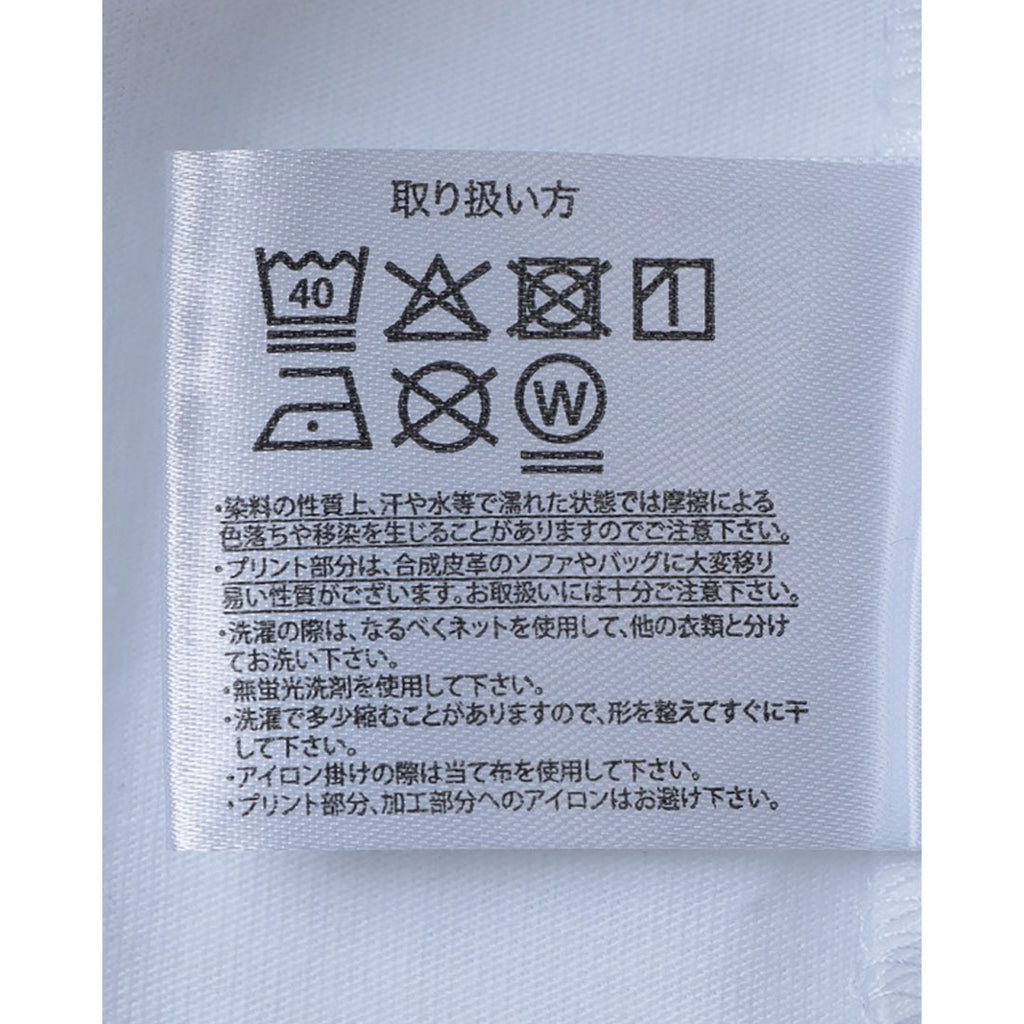 取り扱い方
40
W
・染料の性質上、汗や水等で濡れた状態では摩擦による
色落ちや移染を生じることがありますのでご注意下さい。
・プリント部分は、合成皮革のソファやバッグに大変移り
易い性質がございます。お取扱いには十分ご注意下さい。
・洗濯の際は、なるべくネットを使用して、他の衣類と分け
てお洗い下さい。
・無蛍光洗剤を使用して下さい。
・洗濯で多少縮むことがありますので、形を整えてすぐに干
して下さい。
・アイロン掛けの際は当て布を使用して下さい。
・プリント部分、加工部分へのアイロンはお避け下さい。